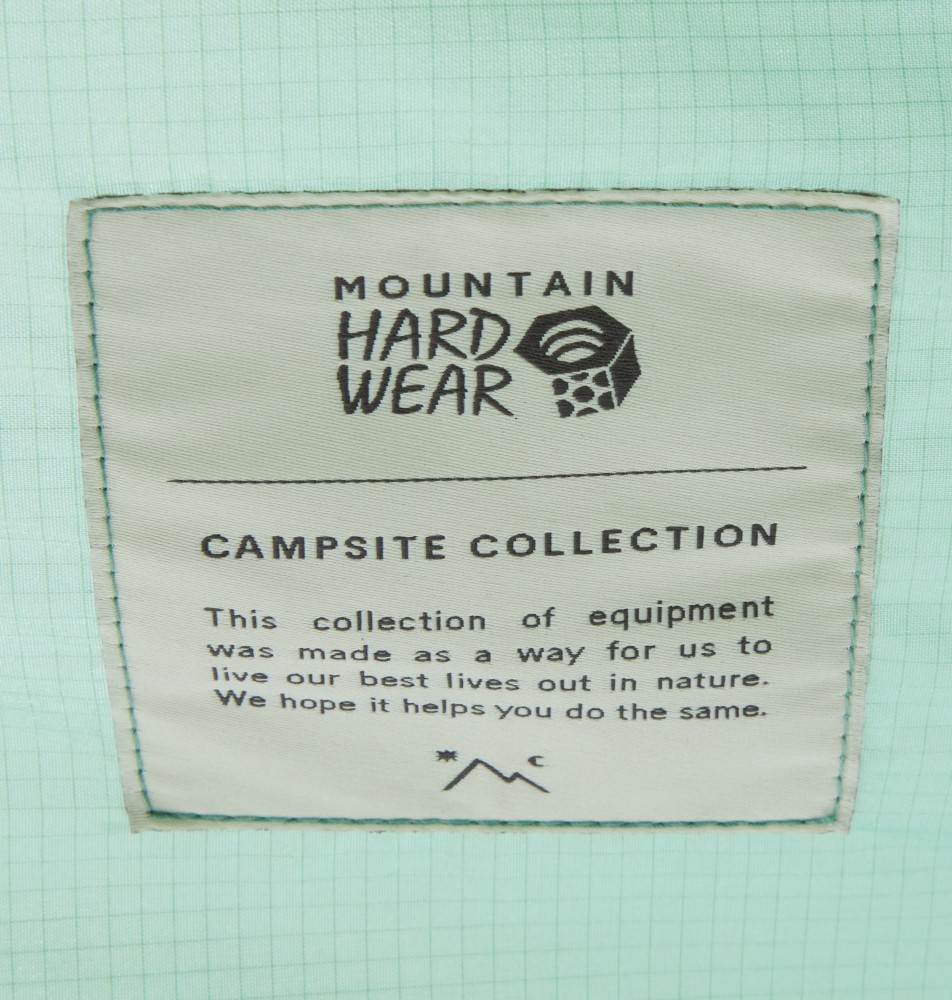 MOUNTAIN
HARD
WEAR
CAMPSITE COLLECTION
This collection of equipment
was made as a way for us to
live our best lives out in nature.
We hope it helps you do the same.